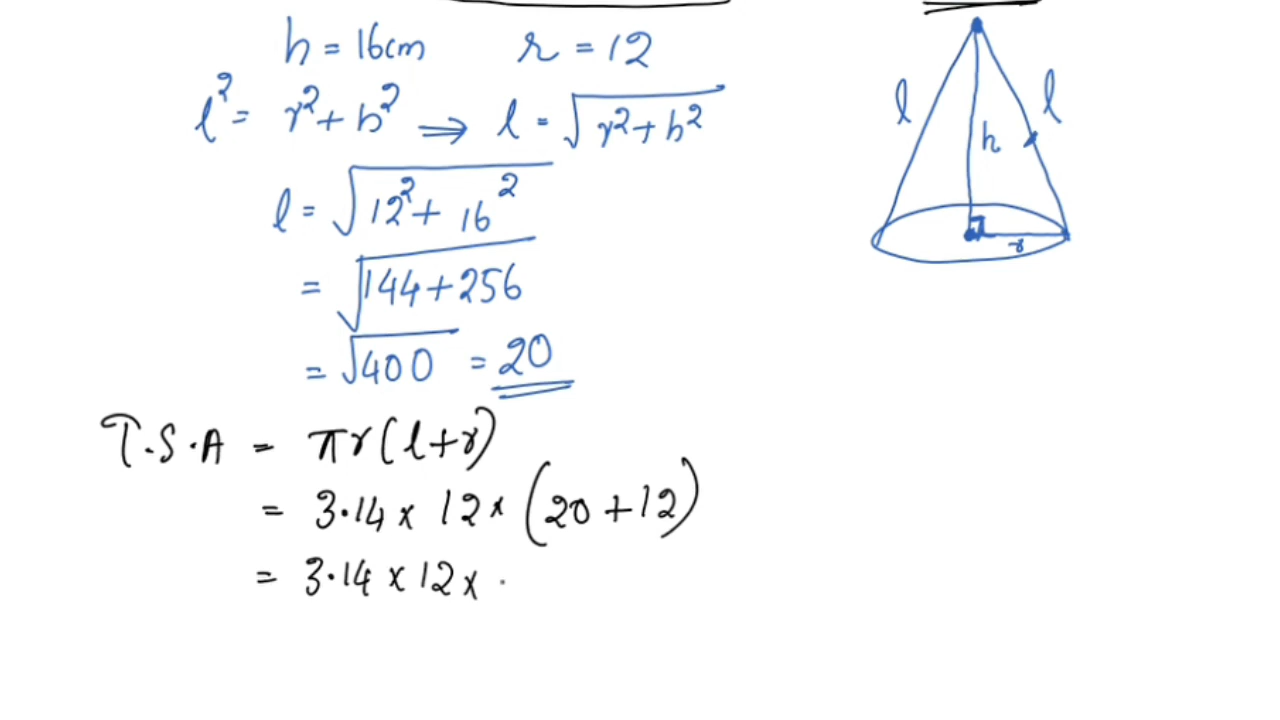 h = 16cm r = 12
l² = r² + h² ⇒ l = √(r² + h²)
l = √(12² + 16²)
= √(144 + 256)
= √400 = 20
T.S.A = πr(l+r)
= 3.14 × 12 × (20 + 12)
= 3.14 × 12 ×
l
l
h
r